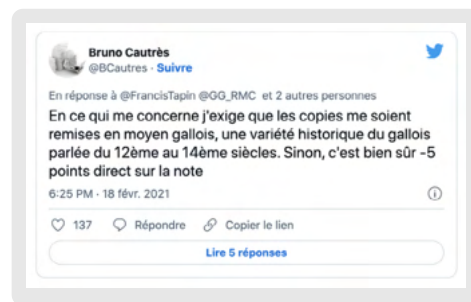 Bruno Cautrès
@BCautres · Suivre
En réponse à @FrancisTapin @GG_RMC et 2 autres personnes
En ce qui me concerne j'exige que les copies me soient
remises en moyen gallois, une variété historique du gallois
parlée du 12ème au 14ème siècles. Sinon, c'est bien sûr -5
points direct sur la note
6:25 PM · 18 févr. 2021
137 Répondre Copier le lien
Lire 5 réponses